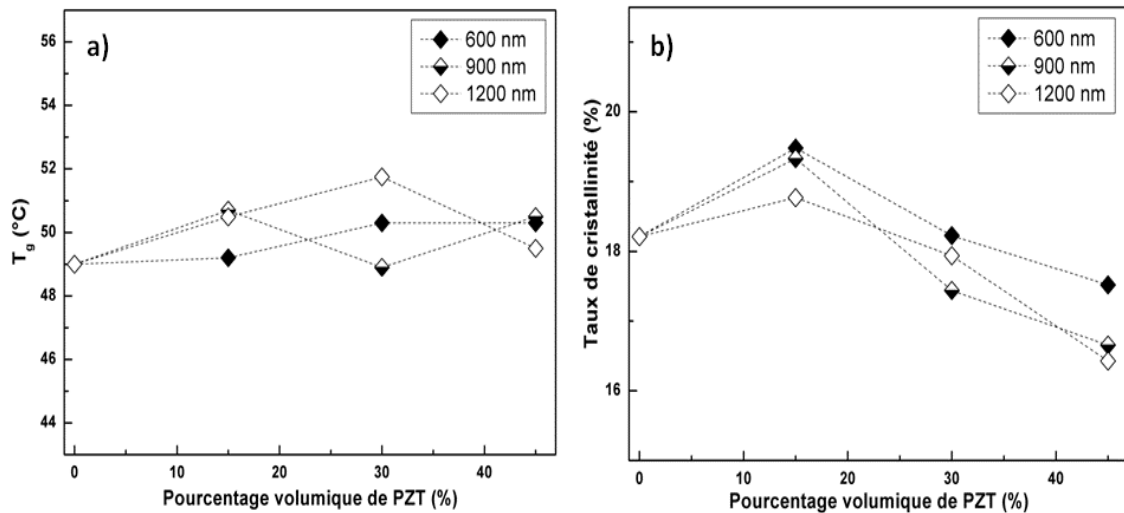 a)
600 nm
900 nm
1200 nm
56
54
52
50
48
46
44
T_g (°C)
0
10
20
30
40
Pourcentage volumique de PZT (%)
b)
600 nm
900 nm
1200 nm
20
18
16
Taux de cristallinité (%)
0
10
20
30
40
Pourcentage volumique de PZT (%)